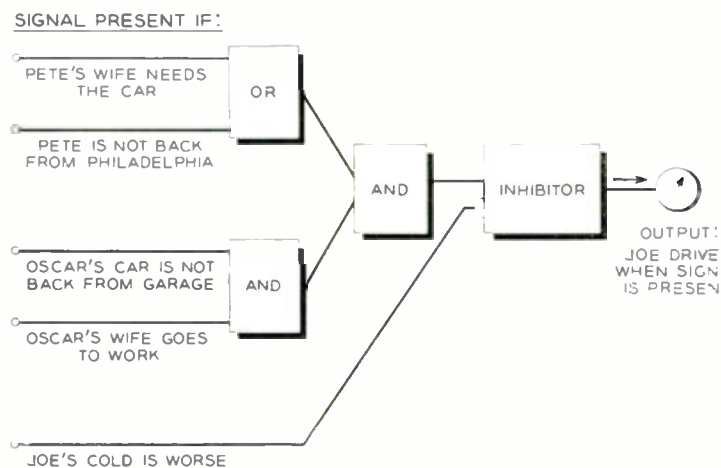 SIGNAL PRESENT IF:
PETE'S WIFE NEEDS
THE CAR
OR
PETE IS NOT BACK
FROM PHILADELPHIA
AND
INHIBITOR
OUTPUT:
JOE DRIVE
WHEN SIGN
IS PRESEN
OSCAR'S CAR IS NOT
BACK FROM GARAGE
AND
OSCAR'S WIFE GOES
TO WORK
JOE'S COLD IS WORSE